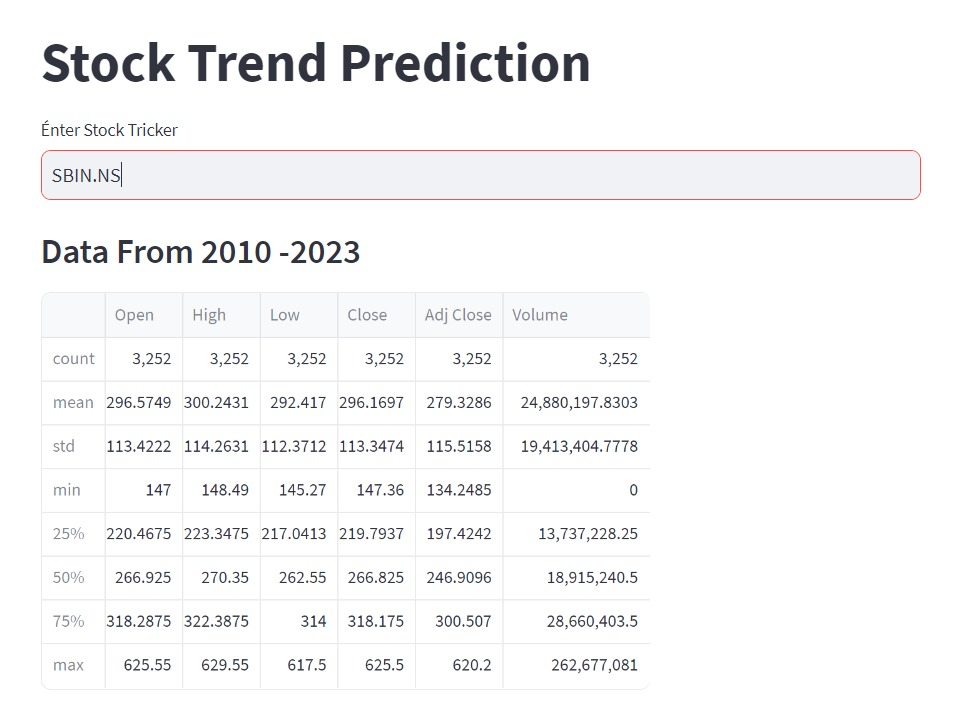 Stock Trend Prediction
Énter Stock Tricker
SBIN.NS
Data From 2010 -2023
Open High Low Close Adj Close Volume
count 3,252 3,252 3,252 3,252 3,252 3,252
mean 296.5749 300.2431 292.417 296.1697 279.3286 24,880,197.8303
std 113.4222 114.2631 112.3712 113.3474 115.5158 19,413,404.7778
min 147 148.49 145.27 147.36 134.2485 0
25% 220.4675 223.3475 217.0413 219.7937 197.4242 13,737,228.25
50% 266.925 270.35 262.55 266.825 246.9096 18,915,240.5
75% 318.2875 322.3875 314 318.175 300.507 28,660,403.5
max 625.55 629.55 617.5 625.5 620.2 262,677,081